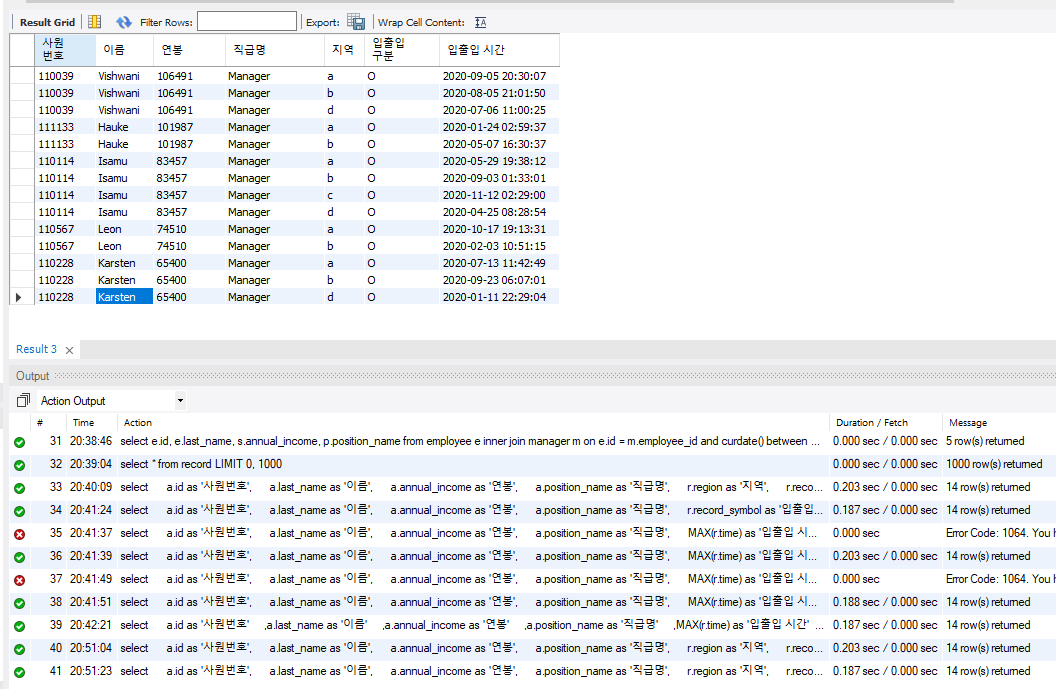 Result Grid Filter Rows: Export: Wrap Cell Content: IA
사원 번호 이름 연봉 직급명 지역 입출입 구분 입출입 시간
110039 Vishwani 106491 Manager a O 2020-09-05 20:30:07
110039 Vishwani 106491 Manager b O 2020-08-05 21:01:50
110039 Vishwani 106491 Manager d O 2020-07-06 11:00:25
111133 Hauke 101987 Manager a O 2020-01-24 02:59:37
111133 Hauke 101987 Manager b O 2020-05-07 16:30:37
110114 Isamu 83457 Manager a O 2020-05-29 19:38:12
110114 Isamu 83457 Manager b O 2020-09-03 01:33:01
110114 Isamu 83457 Manager c O 2020-11-12 02:29:00
110114 Isamu 83457 Manager d O 2020-04-25 08:28:54
110567 Leon 74510 Manager a O 2020-10-17 19:13:31
110567 Leon 74510 Manager b O 2020-02-03 10:51:15
110228 Karsten 65400 Manager a O 2020-07-13 11:42:49
110228 Karsten 65400 Manager b O 2020-09-23 06:07:01
110228 Karsten 65400 Manager d O 2020-01-11 22:29:04
Result 3
Output
Action Output
# Time Action Duration / Fetch Message
31 20:38:46 select e.id, e.last_name, s.annual_income, p.position_name from employee e inner join manager m on e.id = m.employee_id and curdate() between ... 0.000 sec / 0.000 sec 5 row(s) returned
32 20:39:04 select * from record LIMIT 0, 1000 0.000 sec / 0.000 sec 1000 row(s) returned
33 20:40:09 select a.id as '사원번호', a.last_name as '이름', a.annual_income as '연봉', a.position_name as '직급명', r.region as '지역', r.reco... 0.203 sec / 0.000 sec 14 row(s) returned
34 20:41:24 select a.id as '사원번호', a.last_name as '이름', a.annual_income as '연봉', a.position_name as '직급명', r.record_symbol as '입출입... 0.187 sec / 0.000 sec 14 row(s) returned
35 20:41:37 select a.id as '사원번호', a.last_name as '이름', a.annual_income as '연봉', a.position_name as '직급명', MAX(r.time) as '입출입 시... 0.000 sec Error Code: 1064. You h
36 20:41:39 select a.id as '사원번호', a.last_name as '이름', a.annual_income as '연봉', a.position_name as '직급명', MAX(r.time) as '입출입 시... 0.203 sec / 0.000 sec 14 row(s) returned
37 20:41:49 select a.id as '사원번호', a.last_name as '이름', a.annual_income as '연봉', a.position_name as '직급명', MAX(r.time) as '입출입 시... 0.000 sec Error Code: 1064. You h
38 20:41:51 select a.id as '사원번호', a.last_name as '이름', a.annual_income as '연봉', a.position_name as '직급명', MAX(r.time) as '입출입 시... 0.188 sec / 0.000 sec 14 row(s) returned
39 20:42:21 select a.id as '사원번호' ,a.last_name as '이름' ,a.annual_income as '연봉' ,a.position_name as '직급명' ,MAX(r.time) as '입출입 시간' ... 0.187 sec / 0.000 sec 14 row(s) returned
40 20:51:04 select a.id as '사원번호', a.last_name as '이름', a.annual_income as '연봉', a.position_name as '직급명', r.region as '지역', r.reco... 0.203 sec / 0.000 sec 14 row(s) returned
41 20:51:23 select a.id as '사원번호', a.last_name as '이름', a.annual_income as '연봉', a.position_name as '직급명', r.region as '지역', r.reco... 0.187 sec / 0.000 sec 14 row(s) returned